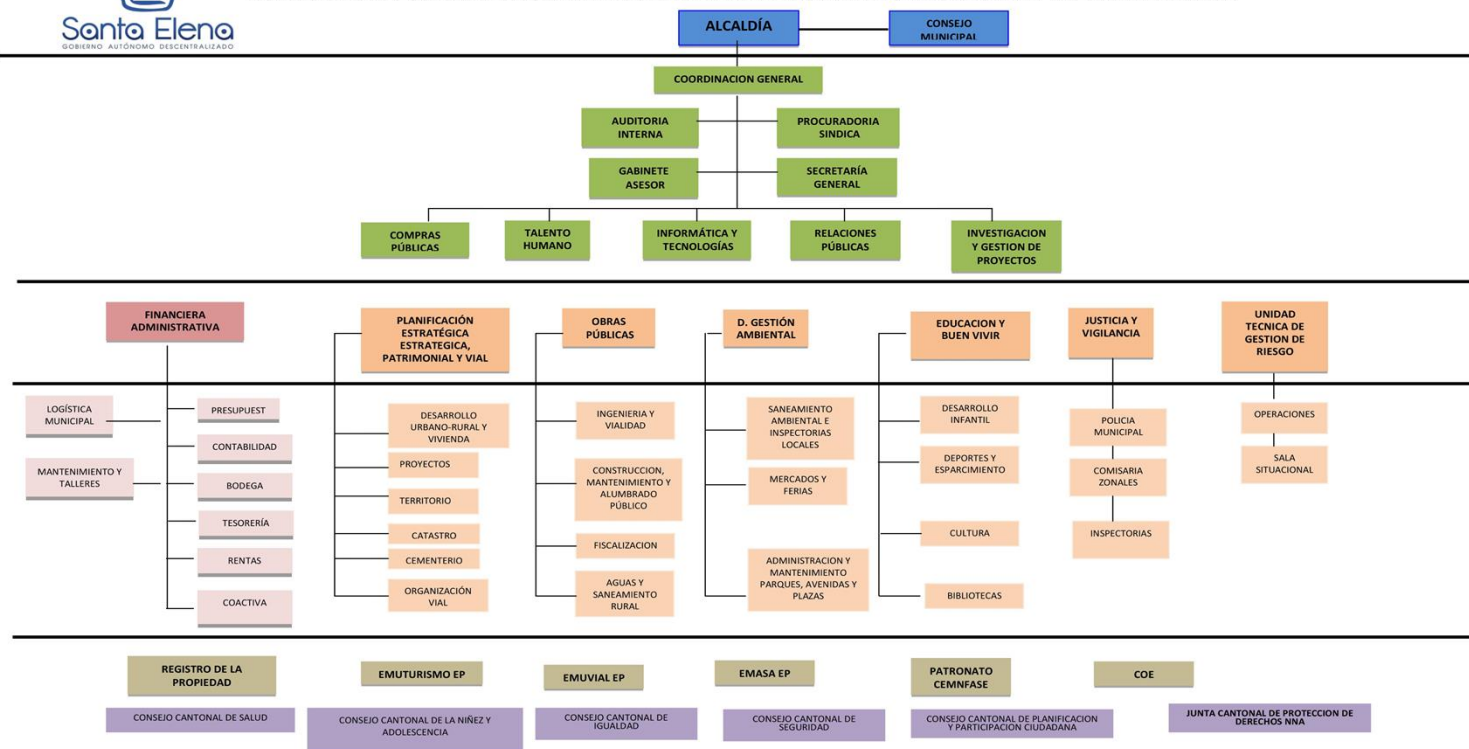 Santa Elena
GOBIERNO AUTÓNOMO DESCENTRALIZADO
ALCALDÍA
CONSEJO
MUNICIPAL
COORDINACION GENERAL
AUDITORIA
INTERNA
PROCURADORIA
SINDICA
GABINETE
ASESOR
SECRETARÍA
GENERAL
COMPRAS
PÚBLICAS
TALENTO
HUMANO
INFORMÁTICA Y
TECNOLOGÍAS
RELACIONES
PÚBLICAS
INVESTIGACION
Y GESTION DE
PROYECTOS
FINANCIERA
ADMINISTRATIVA
PLANIFICACIÓN
ESTRATÉGICA
ESTRATEGICA,
PATRIMONIAL Y VIAL
OBRAS
PÚBLICAS
D. GESTIÓN
AMBIENTAL
EDUCACION Y
BUEN VIVIR
JUSTICIA Y
VIGILANCIA
UNIDAD
TECNICA DE
GESTION DE
RIESGO
LOGÍSTICA
MUNICIPAL
MANTENIMIENTO Y
TALLERES
PRESUPUEST
CONTABILIDAD
BODEGA
TESORERÍA
RENTAS
COACTIVA
DESARROLLO
URBANO-RURAL Y
VIVIENDA
PROYECTOS
TERRITORIO
CATASTRO
CEMENTERIO
ORGANIZACIÓN
VIAL
INGENIERIA Y
VIALIDAD
CONSTRUCCION,
MANTENIMIENTO Y
ALUMBRADO
PÚBLICO
FISCALIZACION
AGUAS Y
SANEAMIENTO
RURAL
SANEAMIENTO
AMBIENTAL E
INSPECTORIAS
LOCALES
MERCADOS Y
FERIAS
ADMINISTRACION Y
MANTENIMIENTO
PARQUES, AVENIDAS Y
PLAZAS
DESARROLLO
INFANTIL
DEPORTES Y
ESPARCIMIENTO
CULTURA
BIBLIOTECAS
POLICIA
MUNICIPAL
COMISARIA
ZONALES
INSPECTORIAS
OPERACIONES
SALA
SITUACIONAL
REGISTRO DE LA
PROPIEDAD
EMUTURISMO EP
EMUVIAL EP
EMASA EP
PATRONATO
CEMNFASE
COE
CONSEJO CANTONAL DE SALUD
CONSEJO CANTONAL DE LA NIÑEZ Y
ADOLESCENCIA
CONSEJO CANTONAL DE
IGUALDAD
CONSEJO CANTONAL DE
SEGURIDAD
CONSEJO CANTONAL DE PLANIFICACION
Y PARTICIPACION CIUDADANA
JUNTA CANTONAL DE PROTECCION DE
DERECHOS NNA